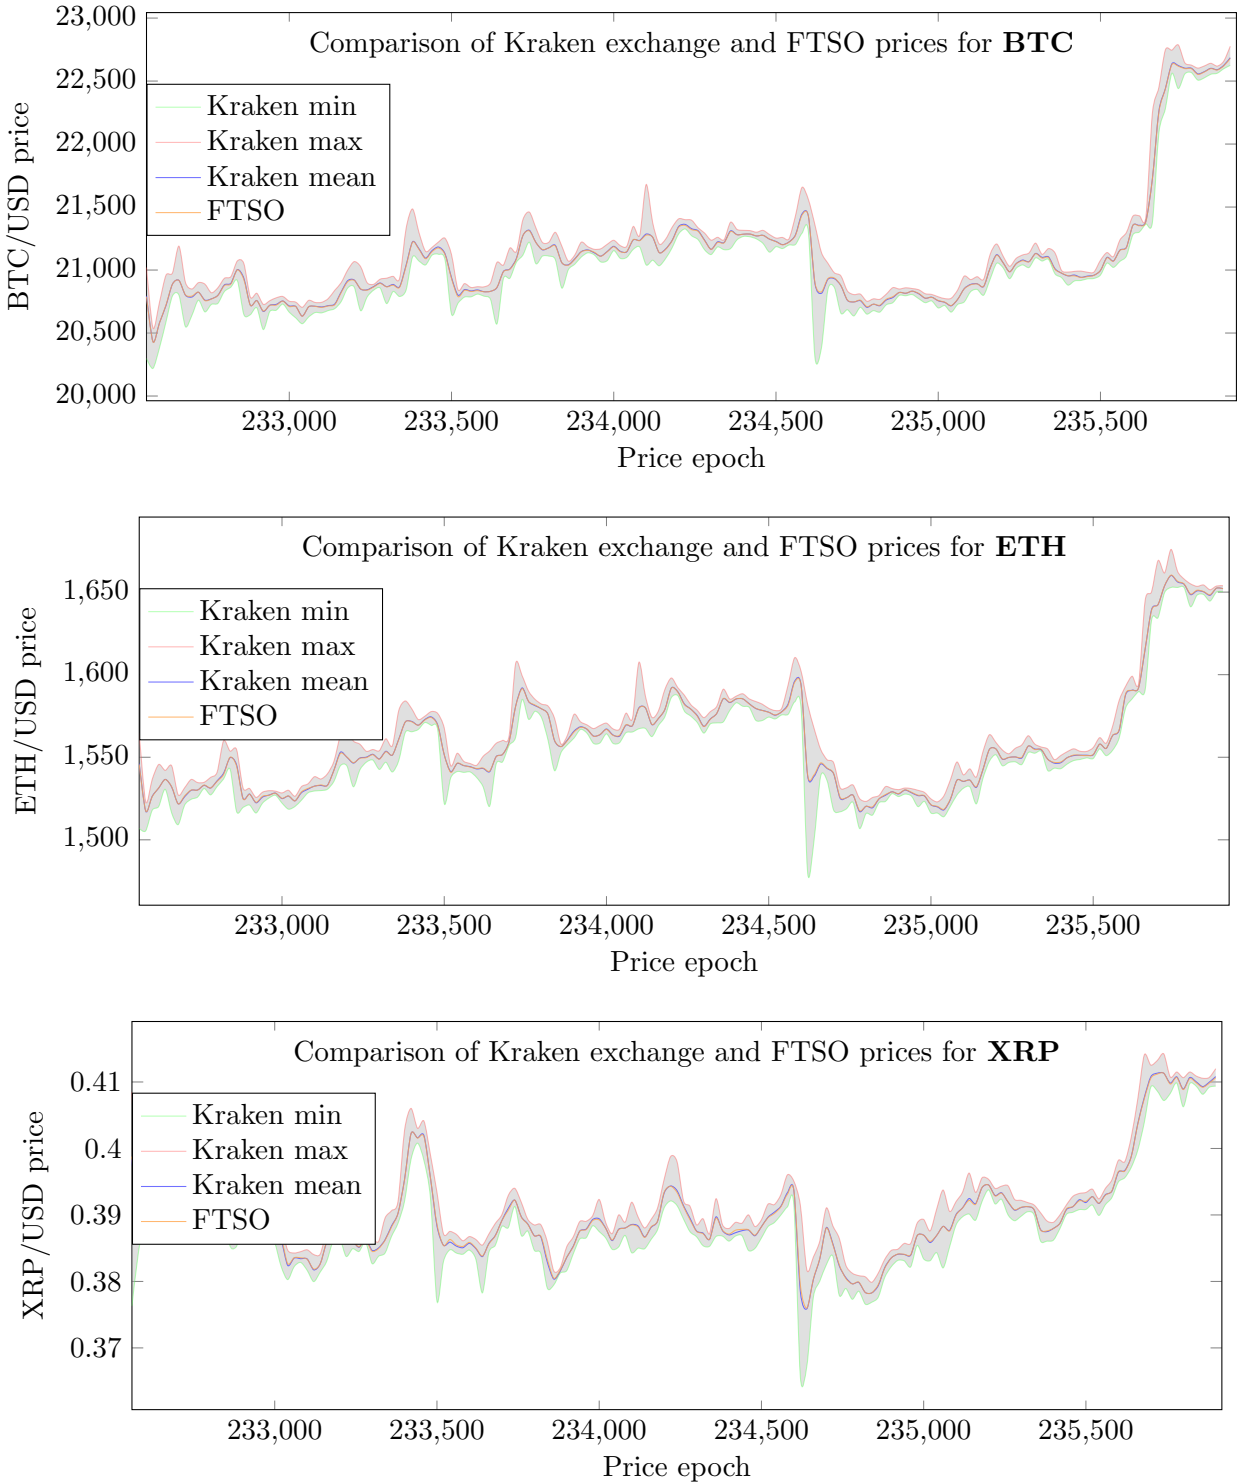 Comparison of Kraken exchange and FTSO prices for BTC
BTC/USD price
23,000
22,500
22,000
21,500
21,000
20,500
20,000
Kraken min
Kraken max
Kraken mean
FTSO
233,000 233,500 234,000 234,500 235,000 235,500
Price epoch
Comparison of Kraken exchange and FTSO prices for ETH
ETH/USD price
1,650
1,600
1,550
1,500
Kraken min
Kraken max
Kraken mean
FTSO
233,000 233,500 234,000 234,500 235,000 235,500
Price epoch
Comparison of Kraken exchange and FTSO prices for XRP
XRP/USD price
0.41
0.4
0.39
0.38
0.37
Kraken min
Kraken max
Kraken mean
FTSO
233,000 233,500 234,000 234,500 235,000 235,500
Price epoch